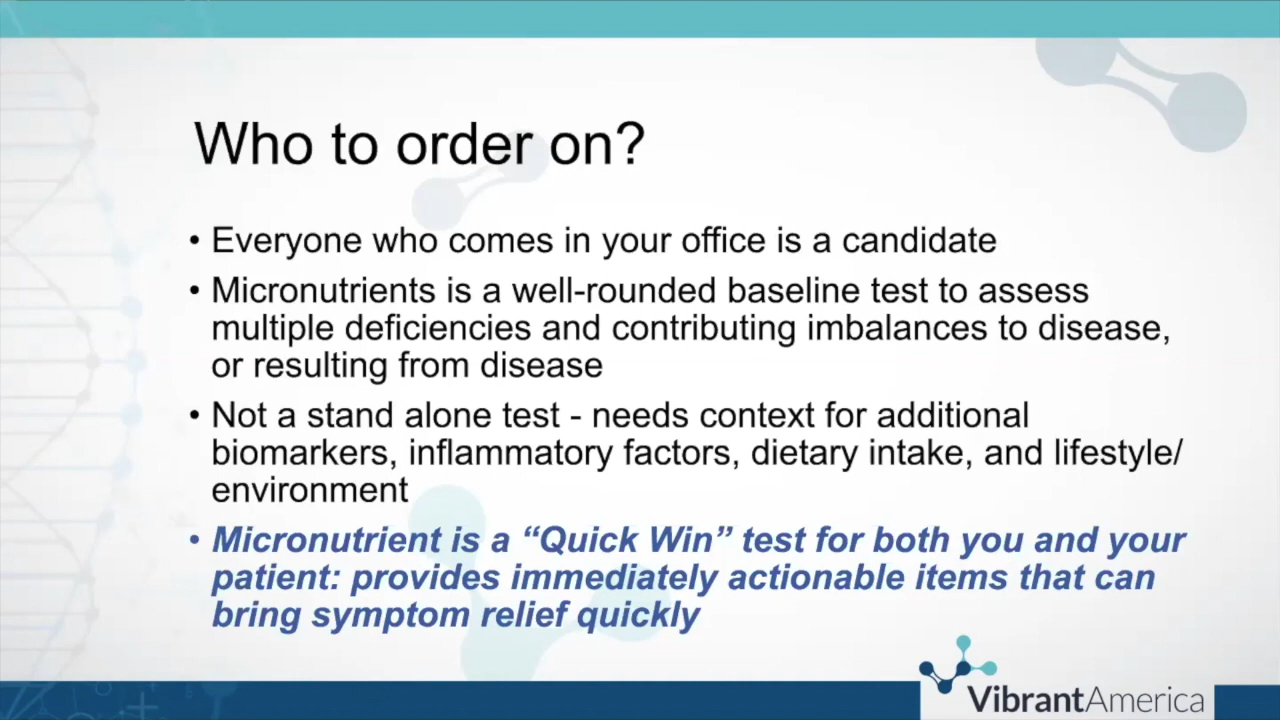 Who to order on?
• Everyone who comes in your office is a candidate
• Micronutrients is a well-rounded baseline test to assess
multiple deficiencies and contributing imbalances to disease,
or resulting from disease
• Not a stand alone test - needs context for additional
biomarkers, inflammatory factors, dietary intake, and lifestyle/
environment
• Micronutrient is a “Quick Win” test for both you and your
patient: provides immediately actionable items that can
bring symptom relief quickly
VibrantAmerica